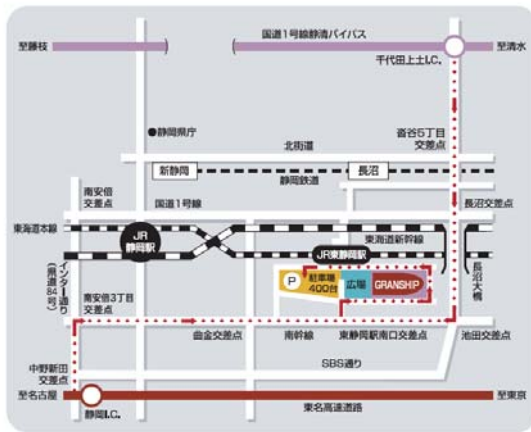 国道1号線静清バイパス
至藤枝
至清水
千代田上土I.C.
●静岡県庁
沓谷5丁目
交差点
北街道
新静岡
長沼
静岡鉄道
南安倍
交差点
国道1号線
長沼交差点
東海道本線
JR
静岡駅
東海道新幹線
JR東静岡駅
インター通り
(県道84号)
P
駐車場
400台
広場
GRANSHIP
長沼大橋
南安倍3丁目
交差点
曲金交差点
南幹線
東静岡駅南口交差点
池田交差点
SBS通り
中野新田
交差点
至名古屋
静岡I.C.
東名高速道路
至東京